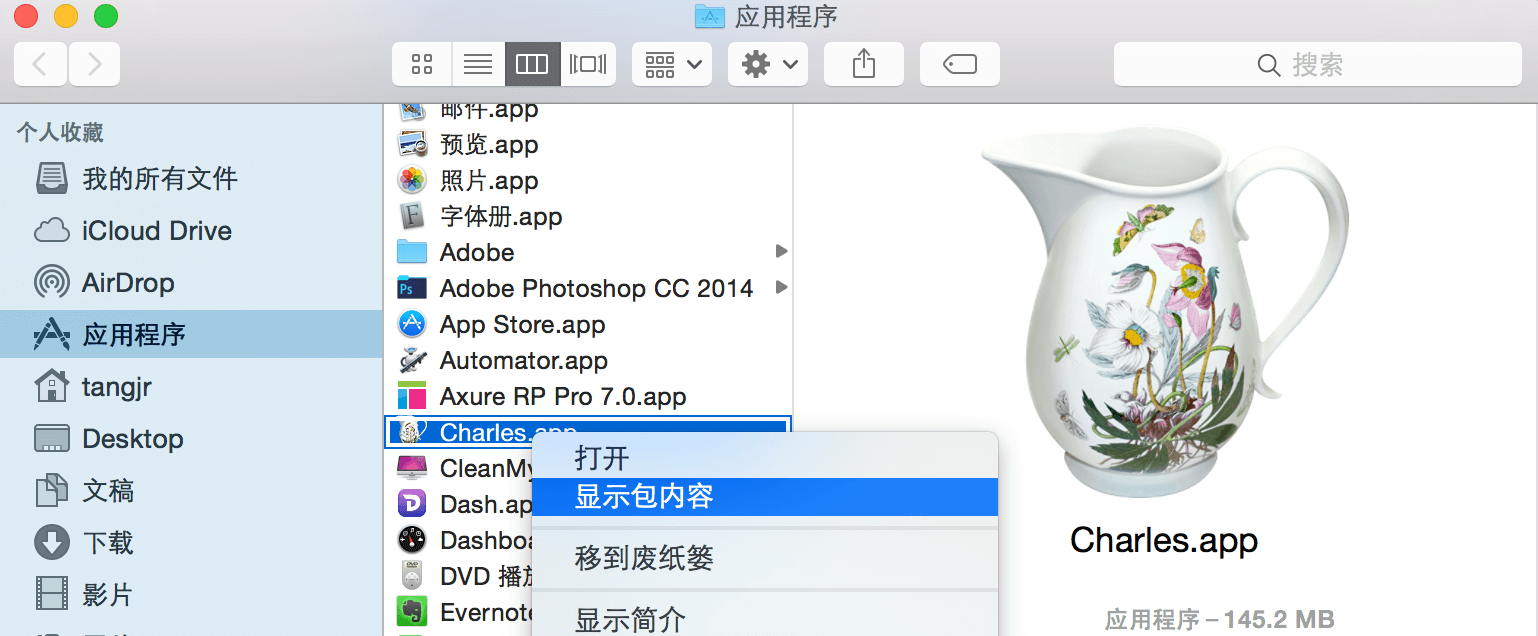 应用程序
搜索
个人收藏
我的所有文件
iCloud Drive
AirDrop
应用程序
tangjr
Desktop
文稿
下载
影片
邮件.app
预览.app
照片.app
字体册.app
Adobe
Adobe Photoshop CC 2014
App Store.app
Automator.app
Axure RP Pro 7.0.app
Charles.app
CleanMy
Dash.ap
Dashboa
DVD 播放
Evernote
打开
显示包内容
移到废纸篓
显示简介
Charles.app
应用程序 – 145.2 MB